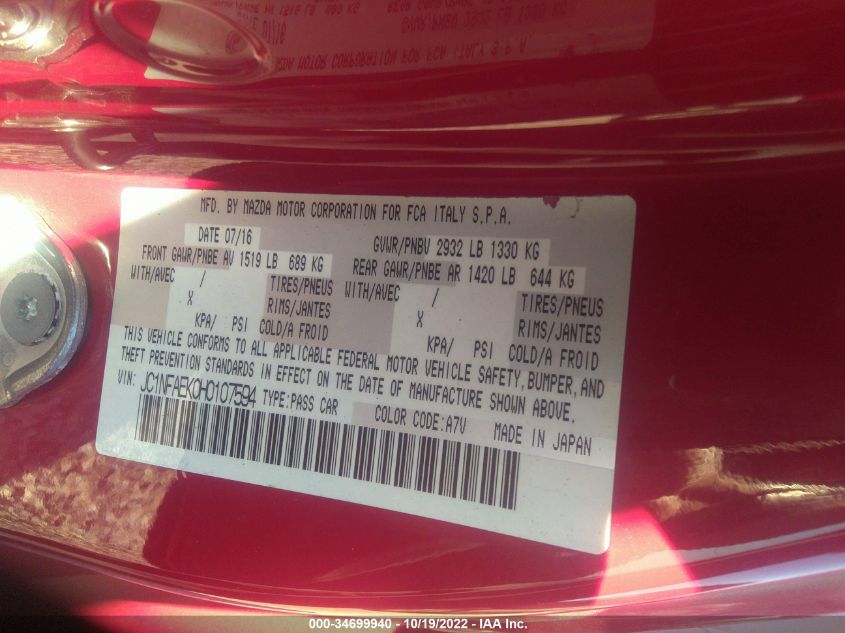 MFD. BY MAZDA MOTOR CORPORATION FOR FCA ITALY S.P.A.
DATE 07/16 GVWR/PNBV 2932 LB 1330 KG
FRONT GAWR/PNBE AV 1519 LB 689 KG REAR GAWR/PNBE AR 1420 LB 644 KG
WITH/AVEC / TIRES/PNEUS WITH/AVEC / TIRES/PNEUS
X RIMS/JANTES X RIMS/JANTES
KPA/ PSI COLD/A FROID KPA/ PSI COLD/A FROID
THIS VEHICLE CONFORMS TO ALL APPLICABLE FEDERAL MOTOR VEHICLE SAFETY, BUMPER, AND
THEFT PREVENTION STANDARDS IN EFFECT ON THE DATE OF MANUFACTURE SHOWN ABOVE.
VIN: JC1NFAEK0H0107594 TYPE:PASS CAR COLOR CODE:A7V MADE IN JAPAN
000-34699940 - 10/19/2022 - IAA Inc.